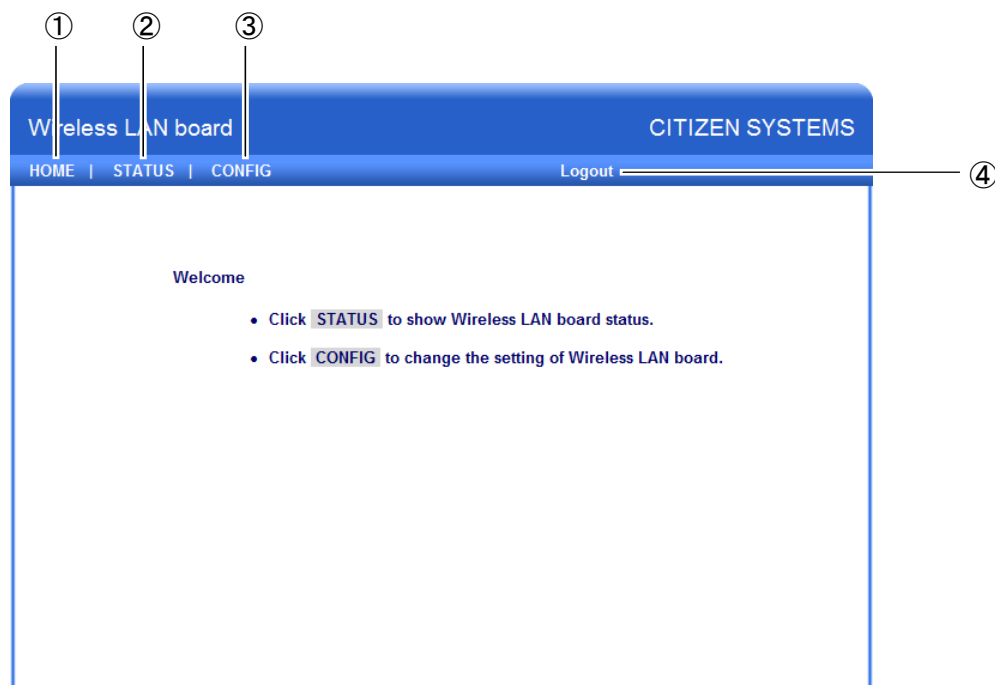 ① ② ③
Wireless LAN board CITIZEN SYSTEMS
HOME | STATUS | CONFIG Logout ④
Welcome
• Click STATUS to show Wireless LAN board status.
• Click CONFIG to change the setting of Wireless LAN board.